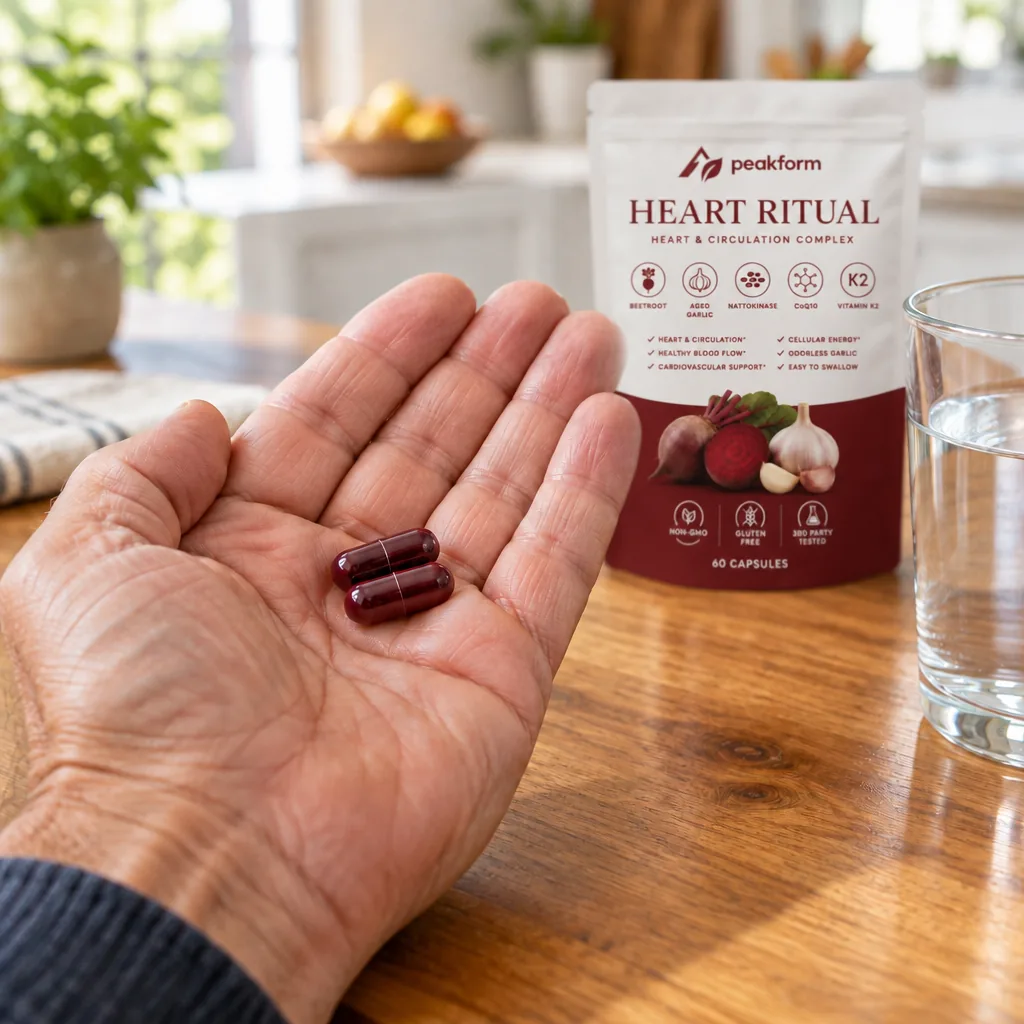 peakform
HEART RITUAL
HEART & CIRCULATION COMPLEX
K2
BEETROOT
AGED
GARLIC
NATTOKINASE
CoQ10
VITAMIN K2
✓ HEART & CIRCULATION*
✓ HEALTHY BLOOD FLOW*
✓ CARDIOVASCULAR SUPPORT*
✓ CELLULAR ENERGY*
✓ ODORLESS GARLIC
✓ EASY TO SWALLOW
NON-GMO
GLUTEN
FREE
3RD PARTY
TESTED
60 CAPSULES